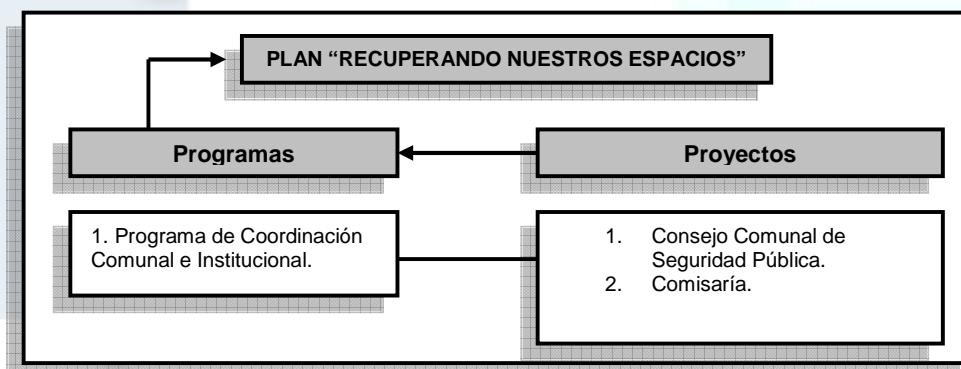 PLAN “RECUPERANDO NUESTROS ESPACIOS”
Programas
Proyectos
1. Programa de Coordinación
Comunal e Institucional.
1. Consejo Comunal de
Seguridad Pública.
2. Comisaría.